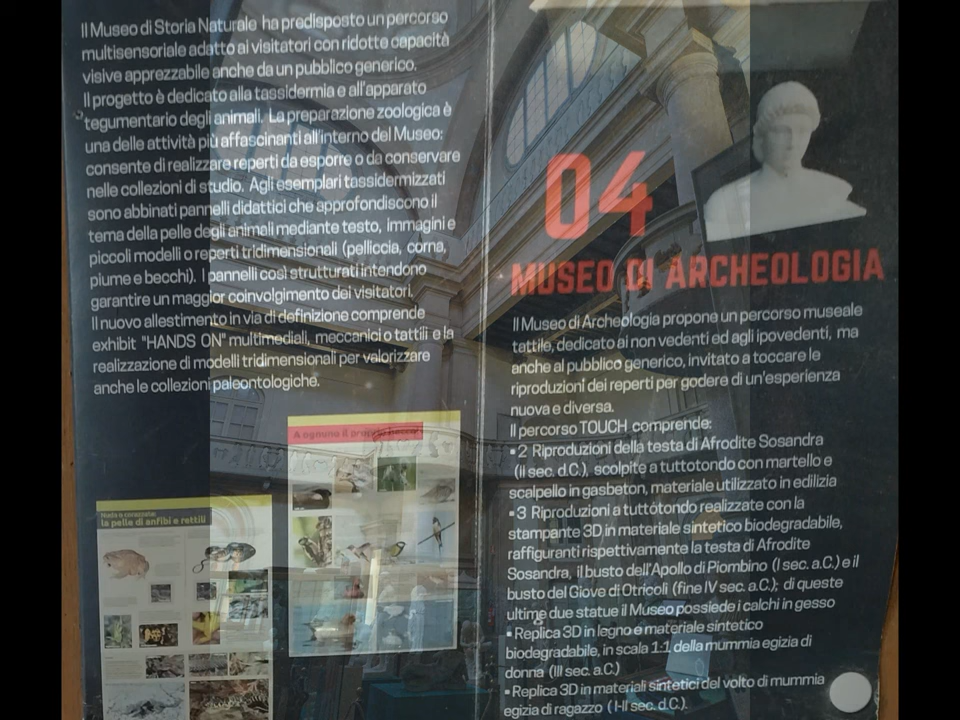 Il Museo di Storia Naturale ha predisposto un percorso
multisensoriale adatto ai visitatori con ridotte capacità
visive apprezzabile anche da un pubblico generico.
Il progetto è dedicato alla tassidermia e all'apparato
tegumentario degli animali. La preparazione zoologica è
una delle attività più affascinanti all'interno del Museo:
consente di realizzare reperti da esporre o da conservare
nelle collezioni di studio. Agli esemplari tassidermizzati
sono abbinati pannelli didattici che approfondiscono il
tema della pelle degli animali mediante testo, immagini e
piccoli modelli o reperti tridimensionali (pelliccia, corna,
piume e becchi). I pannelli così strutturati intendono
garantire un maggior coinvolgimento dei visitatori.
Il nuovo allestimento in via di definizione comprende
exhibit "HANDS ON" multimediali, meccanici o tattili e la
realizzazione di modelli tridimensionali per valorizzare
anche le collezioni paleontologiche.
A ognuno il proprio becco!
Nuda o corazzata:
la pelle di anfibi e rettili
04
MUSEO DI ARCHEOLOGIA
Il Museo di Archeologia propone un percorso museale
tattile, dedicato ai non vedenti ed agli ipovedenti, ma
anche al pubblico generico, invitato a toccare le
riproduzioni dei reperti per godere di un'esperienza
nuova e diversa.
Il percorso TOUCH comprende:
▪2 Riproduzioni della testa di Afrodite Sosandra
(II sec. d.C.), scolpite a tuttotondo con martello e
scalpello in gasbeton, materiale utilizzato in edilizia
▪3 Riproduzioni a tuttotondo realizzate con la
stampante 3D in materiale sintetico biodegradabile,
raffiguranti rispettivamente la testa di Afrodite
Sosandra, il busto dell'Apollo di Piombino (I sec. a.C.) e il
busto del Giove di Otricoli (fine IV sec. a.C.); di queste
ultime due statue il Museo possiede i calchi in gesso
▪Replica 3D in legno e materiale sintetico
biodegradabile, in scala 1:1, della mummia egizia di
donna (III sec. a.C.)
▪Replica 3D in materiali sintetici del volto di mummia
egizia di ragazzo (I-II sec. d.C.).